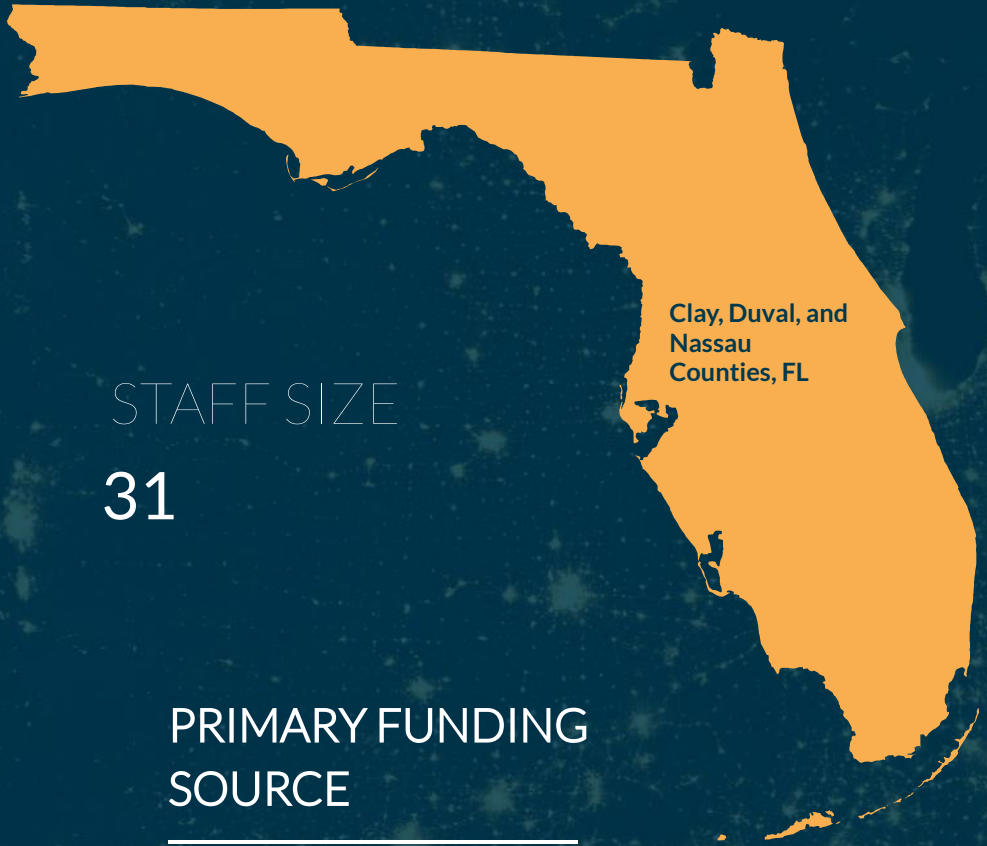 Clay, Duval, and
Nassau
Counties, FL
STAFF SIZE
31
PRIMARY FUNDING
SOURCE